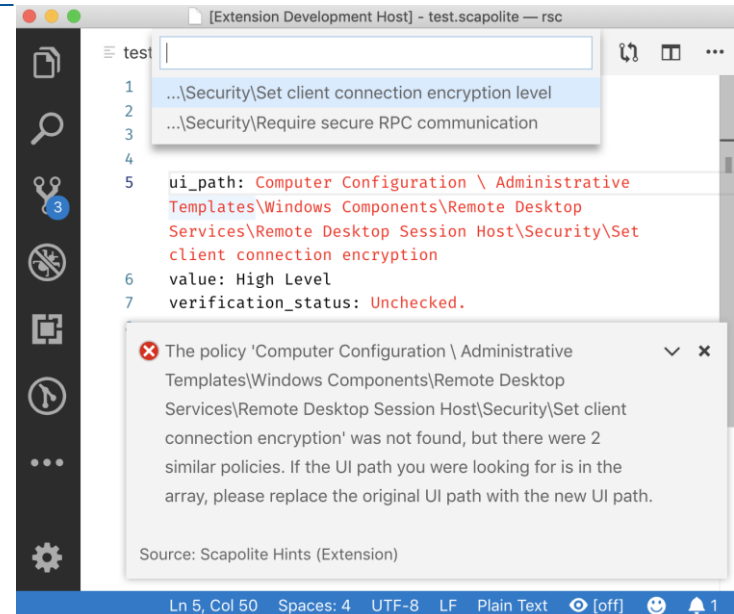 [Extension Development Host] - test.scapolite — rsc
test
...\Security\Set client connection encryption level
...\Security\Require secure RPC communication
1
2
3
4
5 ui_path: Computer Configuration \ Administrative
Templates\Windows Components\Remote Desktop
Services\Remote Desktop Session Host\Security\Set
client connection encryption
6 value: High Level
7 verification_status: Unchecked.
3
The policy 'Computer Configuration \ Administrative
Templates\Windows Components\Remote Desktop
Services\Remote Desktop Session Host\Security\Set client
connection encryption' was not found, but there were 2
similar policies. If the UI path you were looking for is in the
array, please replace the original UI path with the new UI path.
Source: Scapolite Hints (Extension)
Ln 5, Col 50 Spaces: 4 UTF-8 LF Plain Text [off] 1